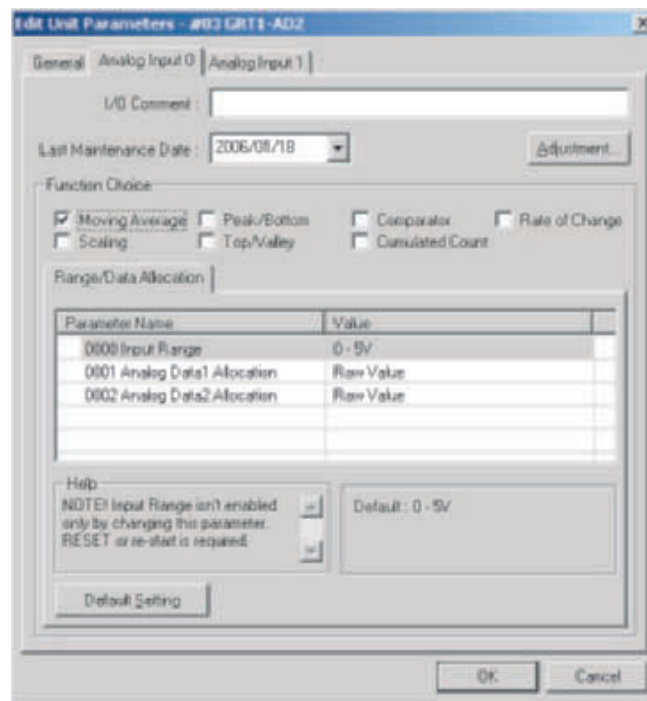 Edit Unit Parameters - #03 GRT1-AD2
General Analog Input 0 Analog Input 1
I/O Comment :
Last Maintenance Date : 2006/01/18 Adjustment...
Function Choice
Moving Average Peak/Bottom Comparator Rate of Change
Scaling Top/Valley Cumulated Count
Range/Data Allocation
Parameter Name Value
0000 Input Range 0 - 5V
0001 Analog Data1 Allocation Raw Value
0002 Analog Data2 Allocation Raw Value
Help
NOTE!! Input Range isn't enabled
only by changing this parameter.
RESET or re-start is required.
Default : 0 - 5V
Default Setting
OK Cancel